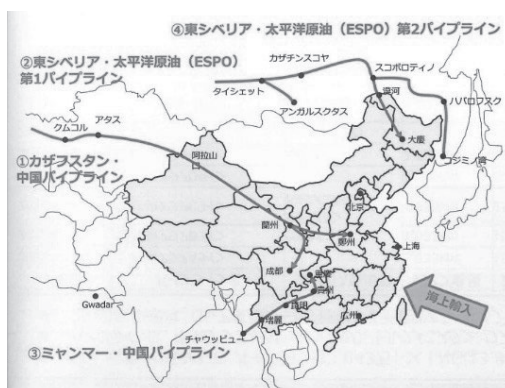 ④東シベリア・太平洋原油（ESPO）第2パイプライン
②東シベリア・太平洋原油（ESPO）
第1パイプライン
カザチンスコヤ
スコボロティノ
タイシェット
漠河
ハバロフスク
アンガルスクタス
アタス
クムコル
大慶
コジミノ湾
①カザフスタン・
中国パイプライン
阿拉山
口
北京
蘭州
鄭州
上海
成都
重慶
貴州
昆明
Gwadar
瑞麗
広州
海上輸入
チャウッピュー
③ミャンマー・中国パイプライン